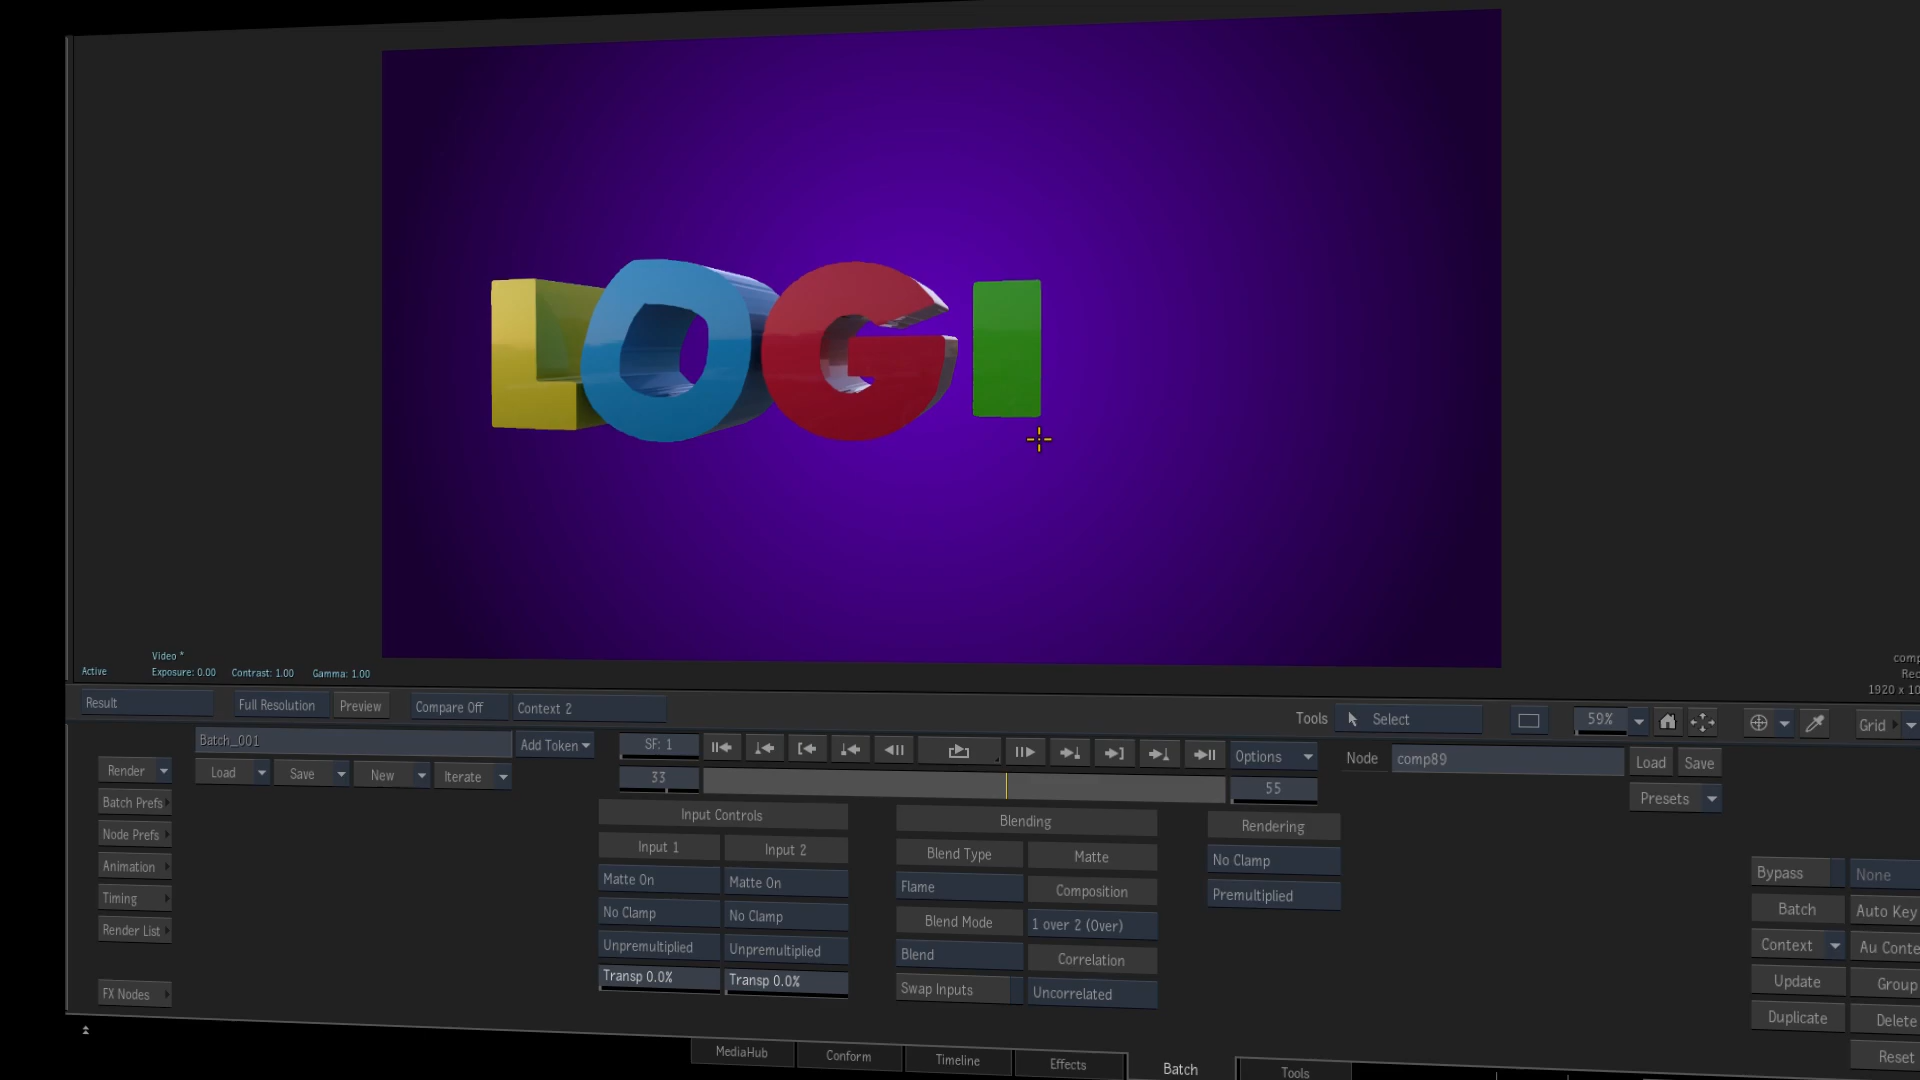 LOGI
Video *
Active
Exposure: 0.00
Contrast: 1.00
Gamma: 1.00
1920 x 10
Result
Full Resolution
Preview
Compare Off
Context 2
Tools
Select
59%
Grid
Batch_001
Add Token
SF: 1
Options
Node
comp89
Load
Save
Render
Load
Save
New
Iterate
33
55
Presets
Batch Prefs
Node Prefs
Animation
Timing
Render List
FX Nodes
Input Controls
Input 1
Input 2
Matte On
Matte On
No Clamp
No Clamp
Unpremultiplied
Unpremultiplied
Transp 0.0%
Transp 0.0%
Blending
Blend Type
Matte
Flame
Composition
Blend Mode
1 over 2 (Over)
Blend
Correlation
Swap Inputs
Uncorrelated
Rendering
No Clamp
Premultiplied
Bypass
None
Batch
Auto Key
Context
Au Conte
Update
Group
Duplicate
Delete
Reset
MediaHub
Conform
Timeline
Effects
Batch
Tools